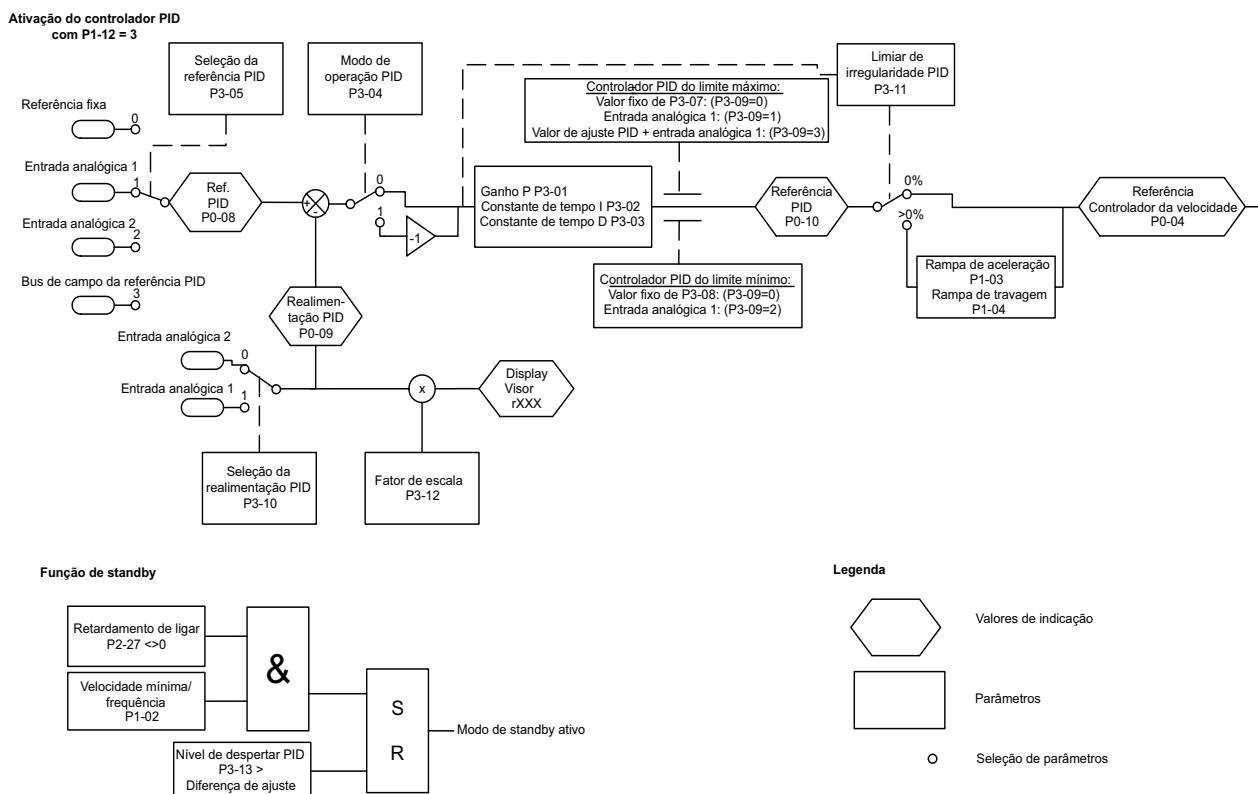 Ativação do controlador PID
com P1-12 = 3
Seleção da
referência PID
P3-05
Modo de
operação PID
P3-04
Limiar de
irregularidade PID
P3-11
Controlador PID do limite máximo:
Valor fixo de P3-07: (P3-09=0)
Entrada analógica 1: (P3-09=1)
Valor de ajuste PID + entrada analógica 1: (P3-09=3)
Referência fixa
0
Entrada analógica 1
1
Entrada analógica 2
2
Bus de campo da referência PID
3
Ref.
PID
P0-08
+
-
0
1
-1
Ganho P P3-01
Constante de tempo I P3-02
Constante de tempo D P3-03
Referência
PID
P0-10
0%
>0%
Referência
Controlador da velocidade
P0-04
Rampa de aceleração
P1-03
Rampa de travagem
P1-04
Controlador PID do limite mínimo:
Valor fixo de P3-08: (P3-09=0)
Entrada analógica 1: (P3-09=2)
Realimen-
tação PID
P0-09
Entrada analógica 2
0
Entrada analógica 1
1
x
Display
Visor
rXXX
Seleção da
realimentação PID
P3-10
Fator de escala
P3-12
Função de standby
Retardamento de ligar
P2-27 <>0
Velocidade mínima/
frequência
P1-02
&
Nível de despertar PID
P3-13 >
Diferença de ajuste
S
R
Modo de standby ativo
Legenda
Valores de indicação
Parâmetros
Seleção de parâmetros